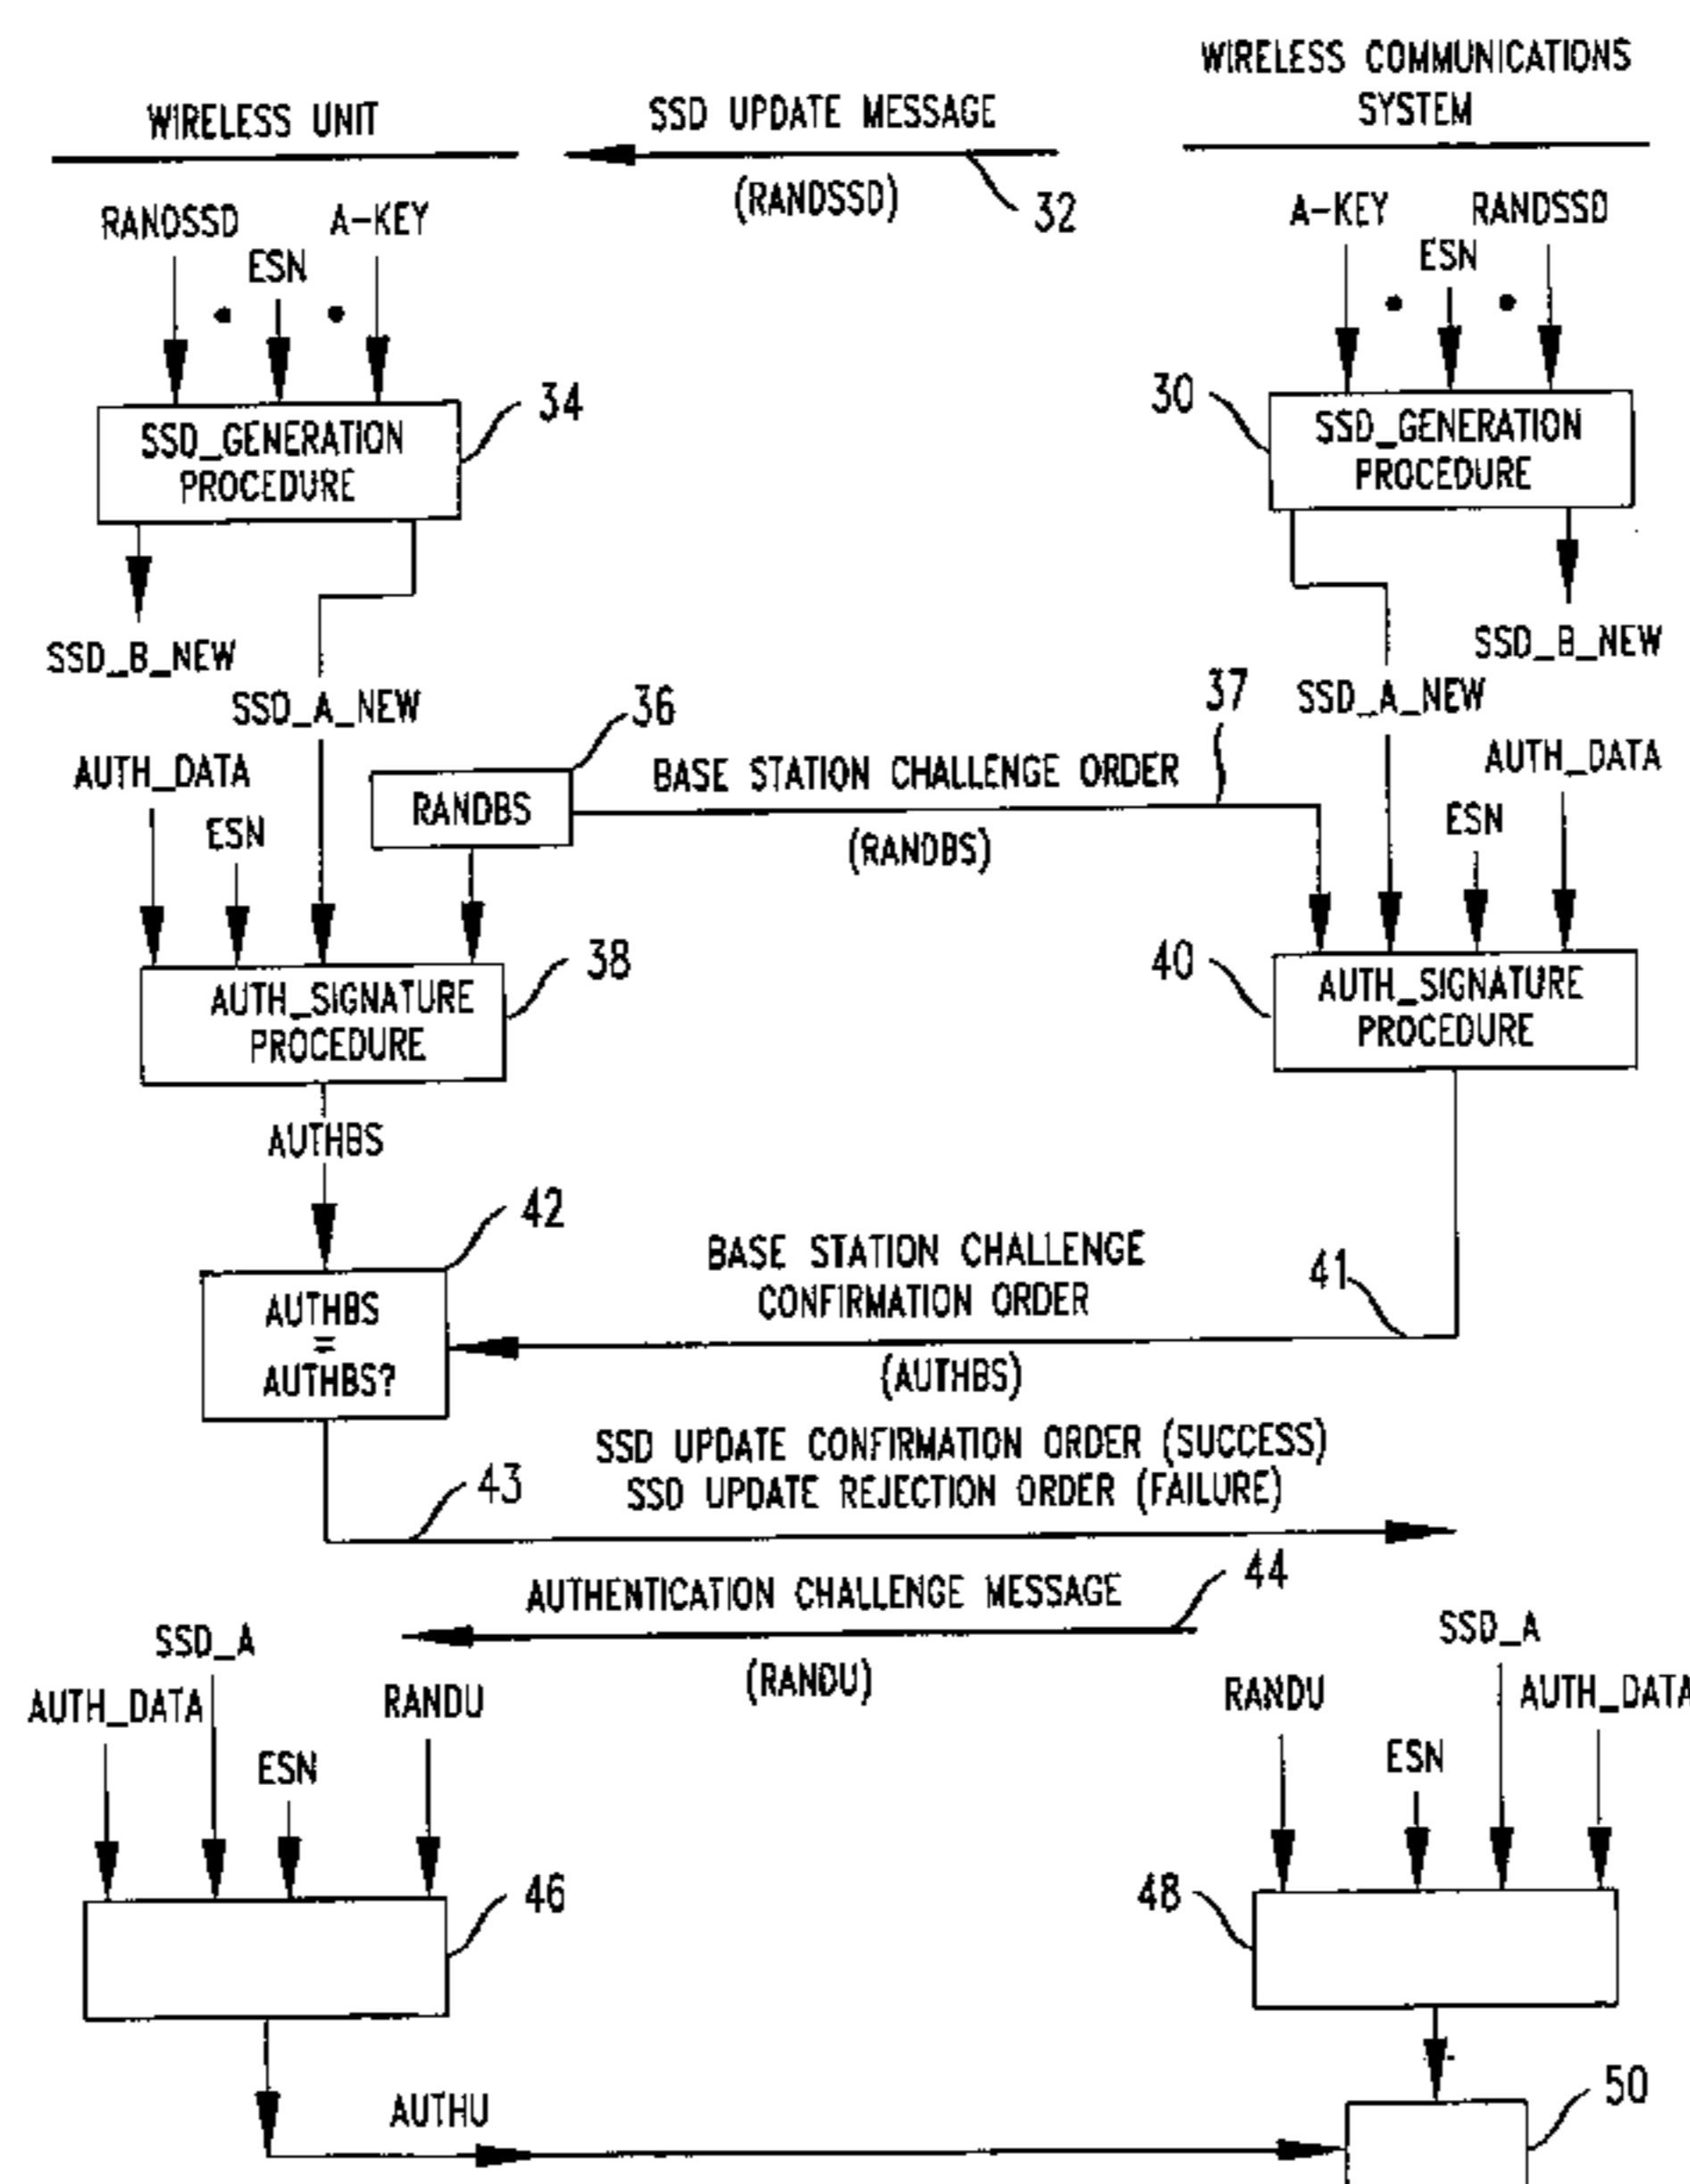 WIRELESS COMMUNICATIONS
SYSTEM
WIRELESS UNIT
SSD UPDATE MESSAGE
(RANDSSD)
32
RANDSSD
A-KEY
ESN
A-KEY
RANDSSD
ESN
34
SSD_GENERATION
PROCEDURE
30
SSD_GENERATION
PROCEDURE
SSD_B_NEW
SSD_A_NEW
SSD_B_NEW
SSD_A_NEW
36
37
AUTH_DATA
ESN
RANDBS
BASE STATION CHALLENGE ORDER
(RANDBS)
AUTH_DATA
ESN
38
AUTH_SIGNATURE
PROCEDURE
40
AUTH_SIGNATURE
PROCEDURE
AUTHBS
42
AUTHBS
=
AUTHBS?
BASE STATION CHALLENGE
CONFIRMATION ORDER
41
(AUTHBS)
SSD UPDATE CONFIRMATION ORDER (SUCCESS)
SSD UPDATE REJECTION ORDER (FAILURE)
43
AUTHENTICATION CHALLENGE MESSAGE
44
(RANDU)
SSD_A
AUTH_DATA
RANDU
ESN
SSD_A
RANDU
AUTH_DATA
ESN
46
48
AUTHU
50